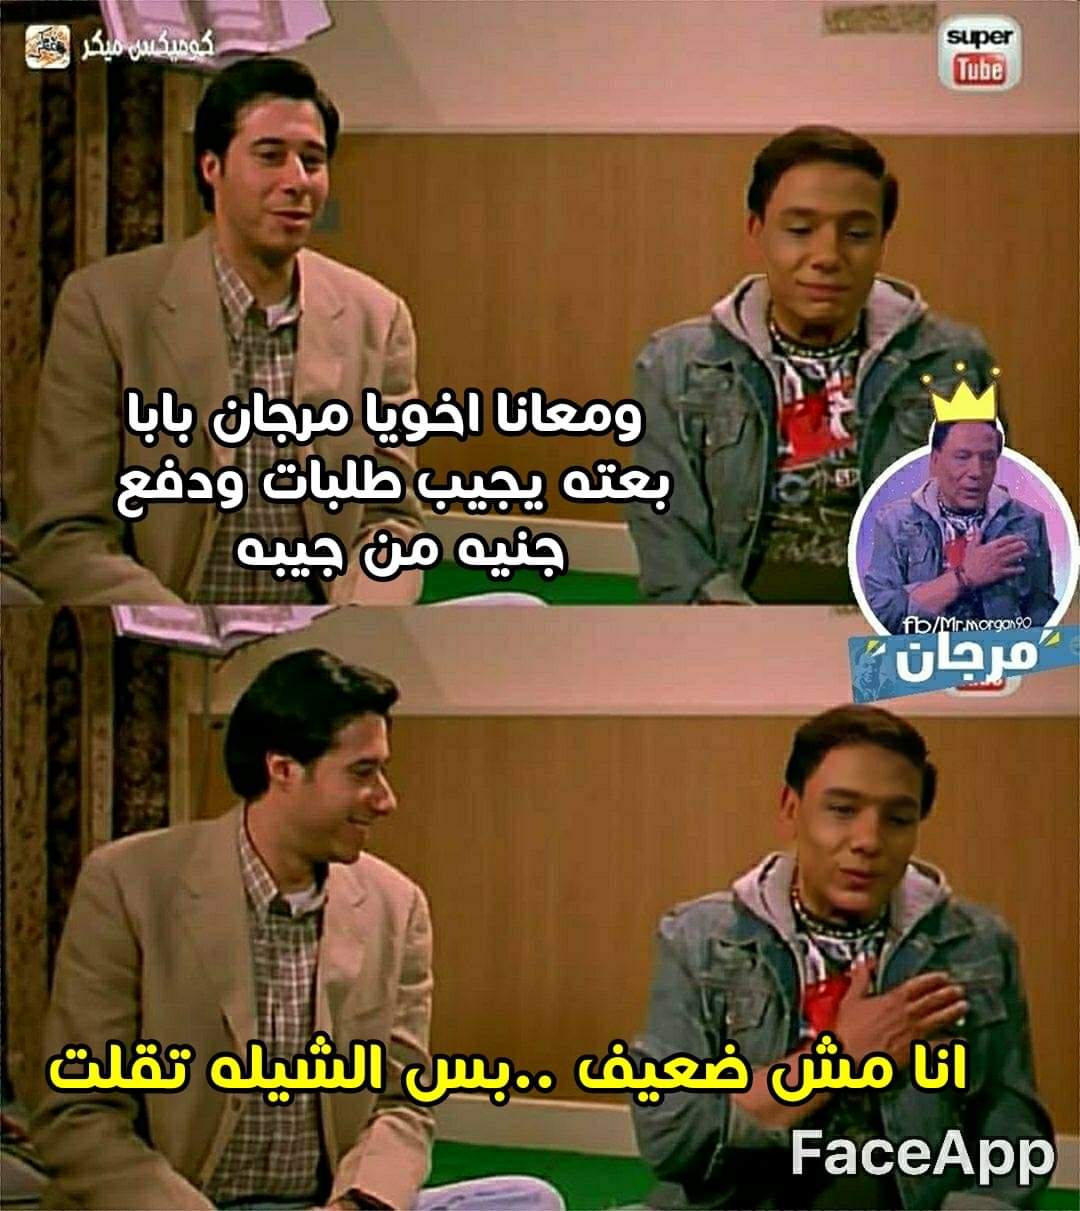 كوميكس ميكر
super
Tube
ومعانا اخويا مرجان بابا
بعته يجيب طلبات ودفع
جنيه من جيبه
fb/Mr.morgan90
"مرجان"
انا مش ضعيف ..بس الشيله تقلت
FaceApp